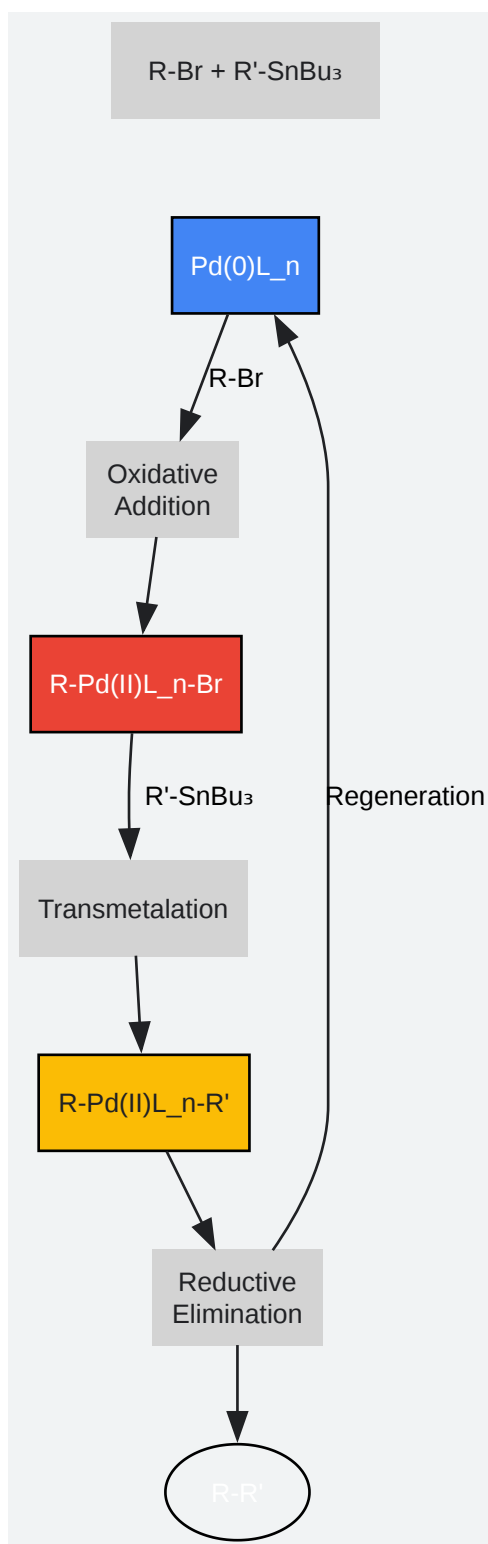 R-Br + R'-SnBu₃
Pd(0)L_n
R-Br
Oxidative
Addition
R-Pd(II)L_n-Br
R'-SnBu₃
Regeneration
Transmetalation
R-Pd(II)L_n-R'
Reductive
Elimination
R-R'